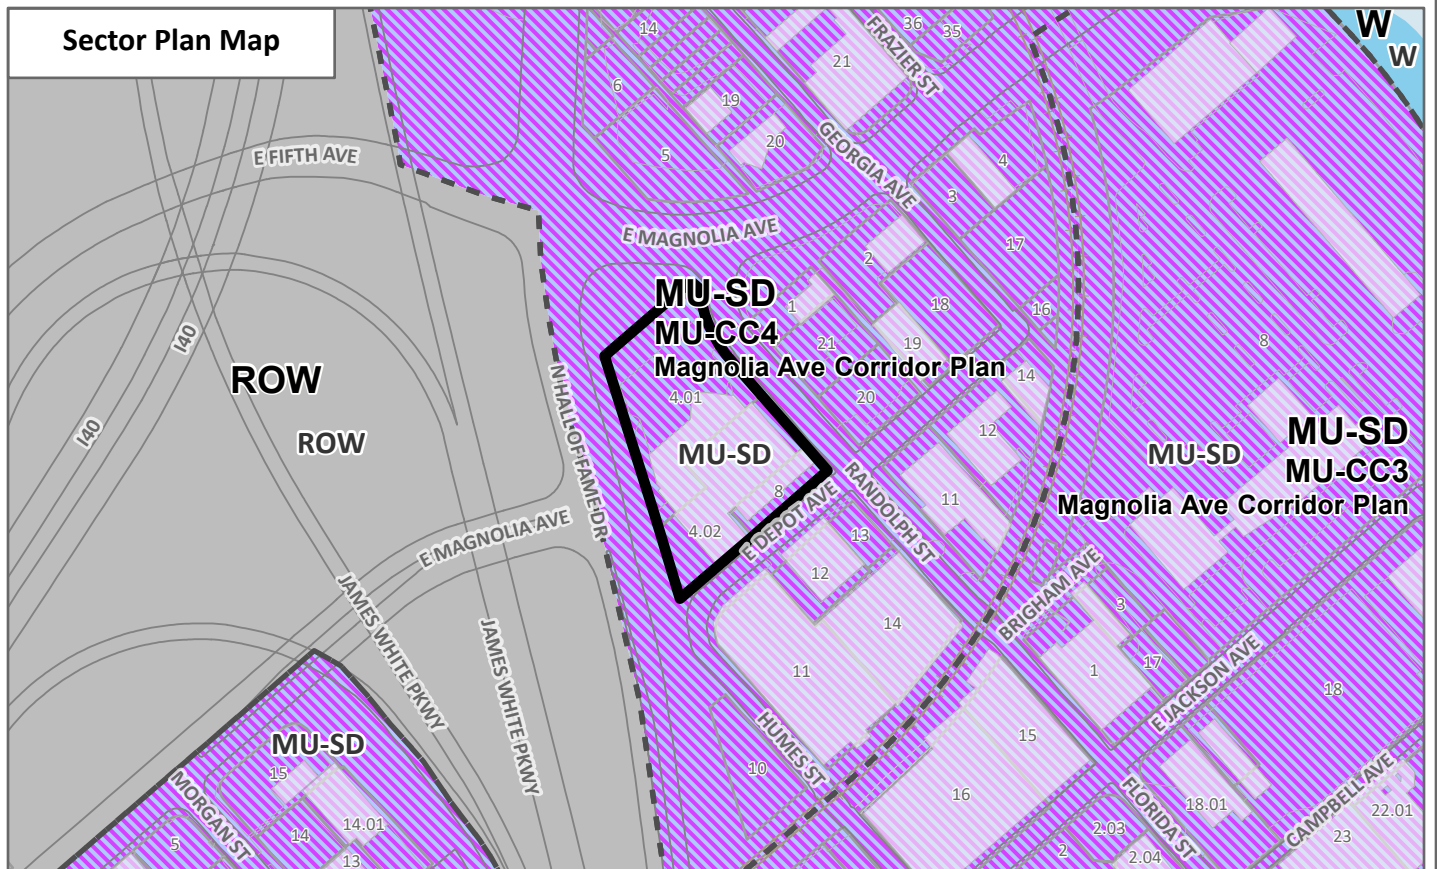 Sector Plan Map
W
W
36
35
14
FRAZIER ST
21
6
19
20
5
GEORGIA AVE
E FIFTH AVE
4
3
E MAGNOLIA AVE
17
2
MU-SD
MU-CC4
Magnolia Ave Corridor Plan
1
18
16
21
19
8
I40
ROW
ROW
I40
N HALL OF FAME DR
4.01
20
14
12
MU-SD
8
4.02
E DEPOT AVE
RANDOLPH ST
11
13
12
MU-SD
MU-SD
MU-CC3
Magnolia Ave Corridor Plan
E MAGNOLIA AVE
JAMES WHITE PKWY
JAMES WHITE PKWY
14
11
BRIGHAM AVE
3
1
17
E JACKSON AVE
18
HUMES ST
10
15
16
MU-SD
15
MORGAN ST
14.01
14
13
5
FLORIDA ST
18.01
2.03
2
2.04
CAMPBELL AVE
22.01
23